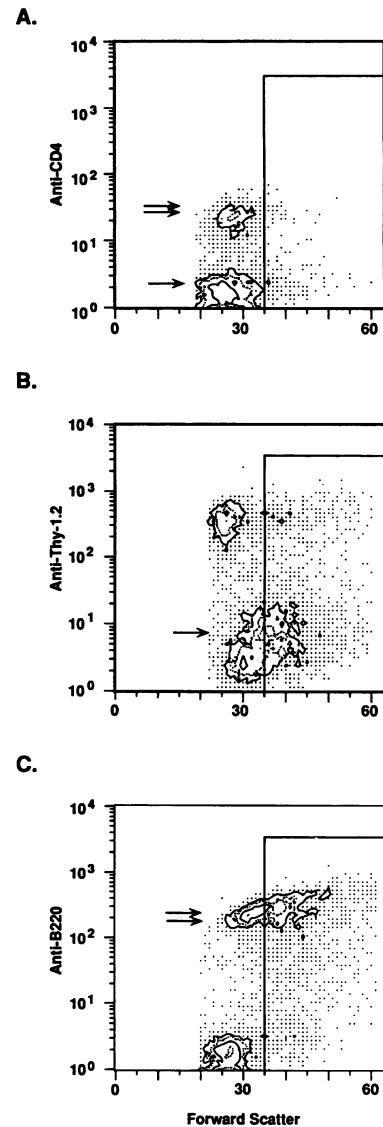 A.
10⁴
10³
10²
10¹
10⁰
Anti-CD4
0 30 60
B.
10⁴
10³
10²
10¹
10⁰
Anti-Thy-1.2
0 30 60
C.
10⁴
10³
10²
10¹
10⁰
Anti-B220
0 30 60
Forward Scatter